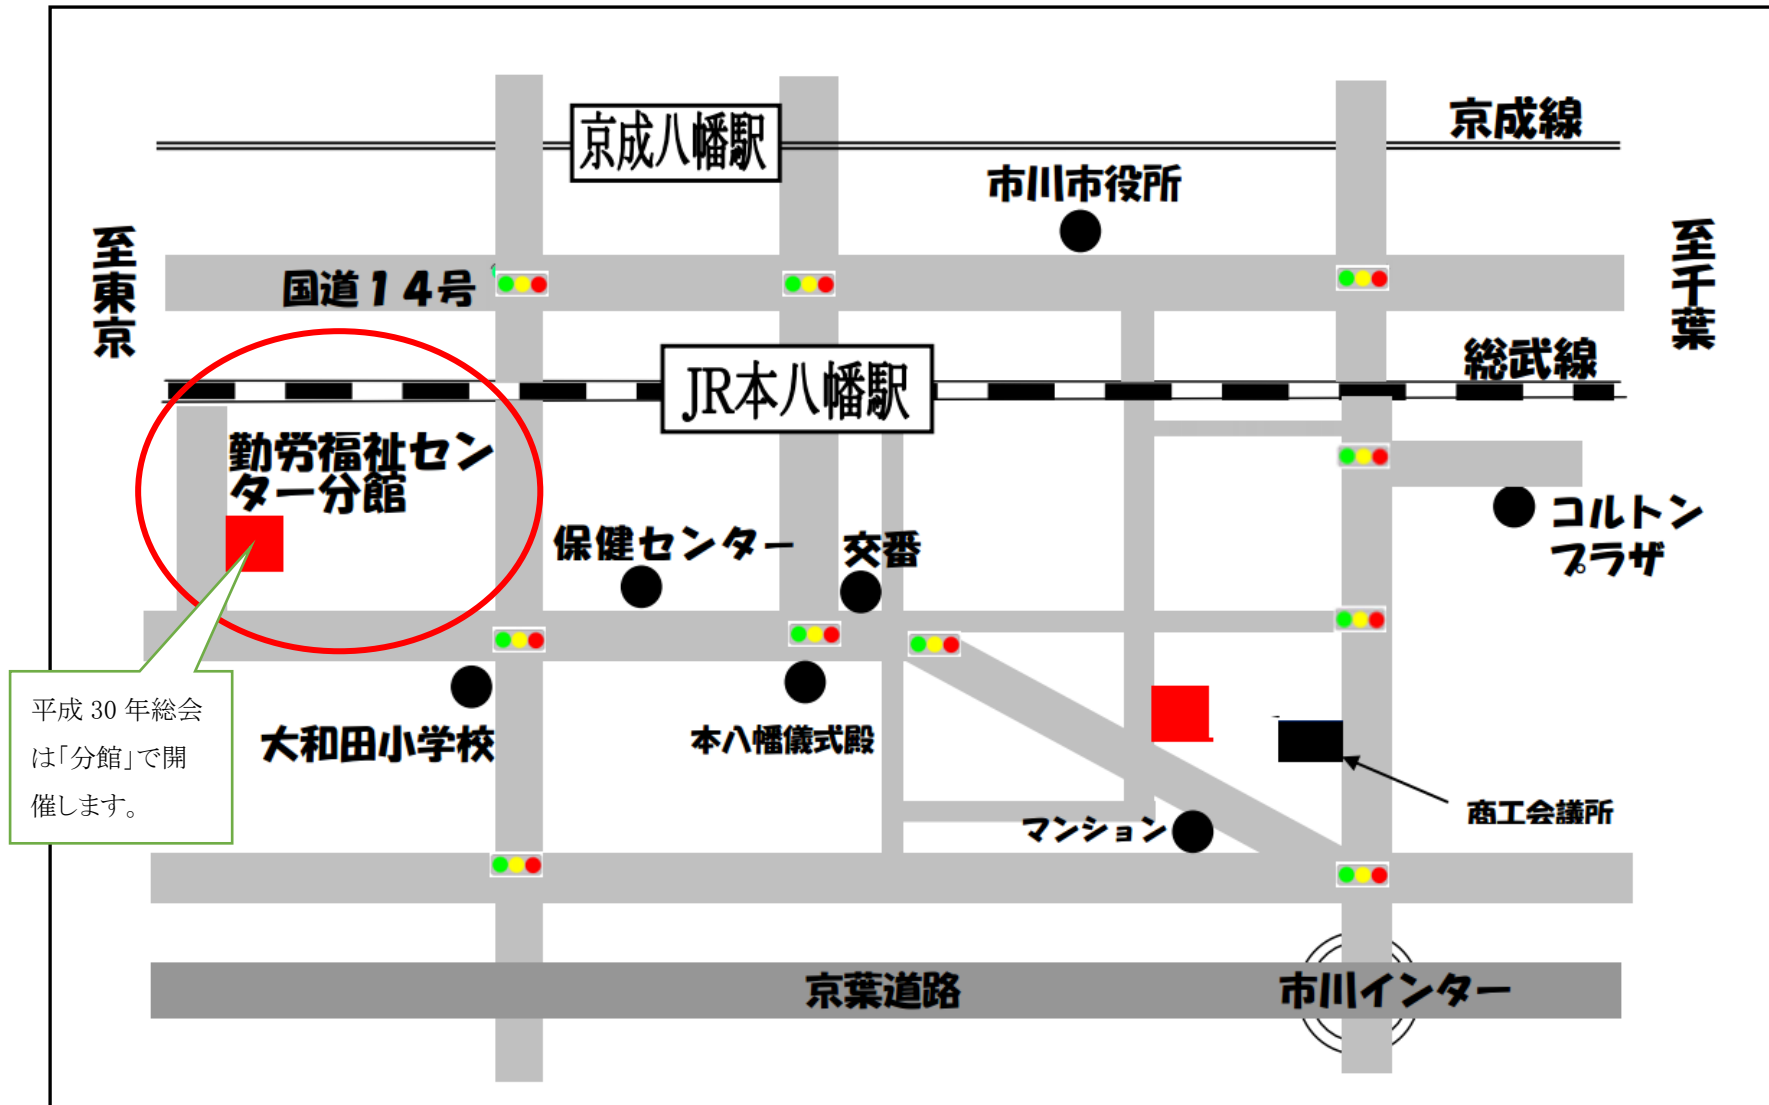 京成線
京成八幡駅
市川市役所
至東京
至千葉
国道14号
総武線
JR本八幡駅
勤労福祉セン
ター分館
コルトン
プラザ
保健センター
交番
平成30年総会
は「分館」で開
催します。
大和田小学校
本八幡儀式殿
商工会議所
マンション
京葉道路
市川インター